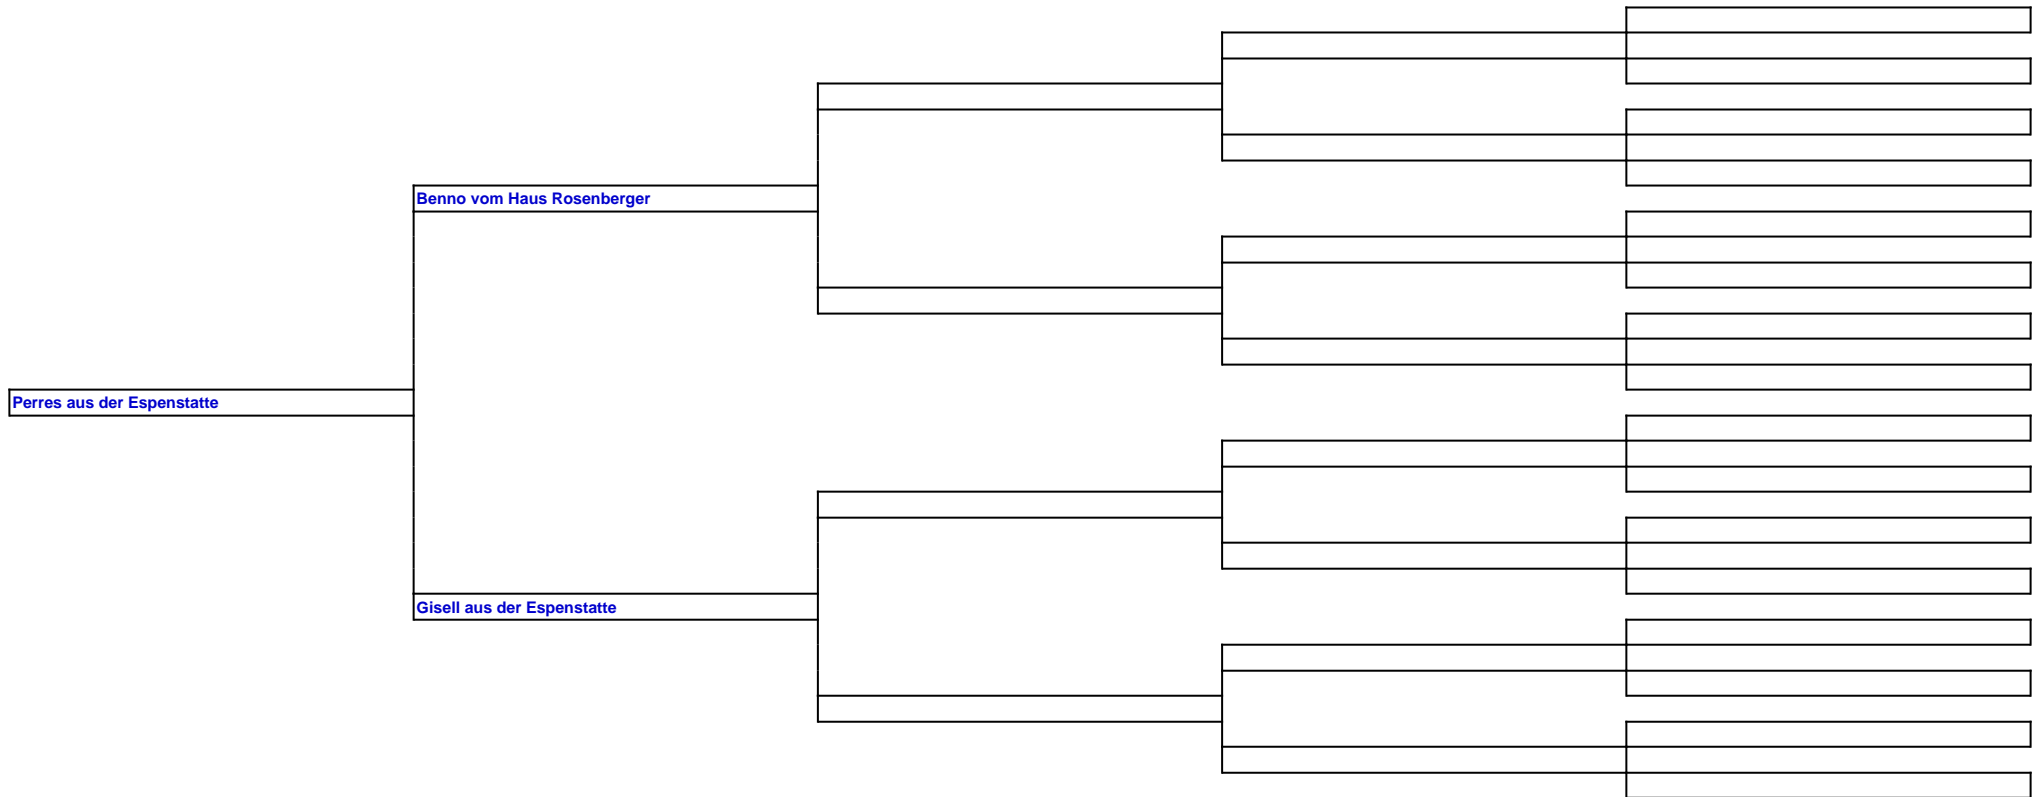 Benno vom Haus Rosenberger
Perres aus der Espenstatte
Gisell aus der Espenstatte